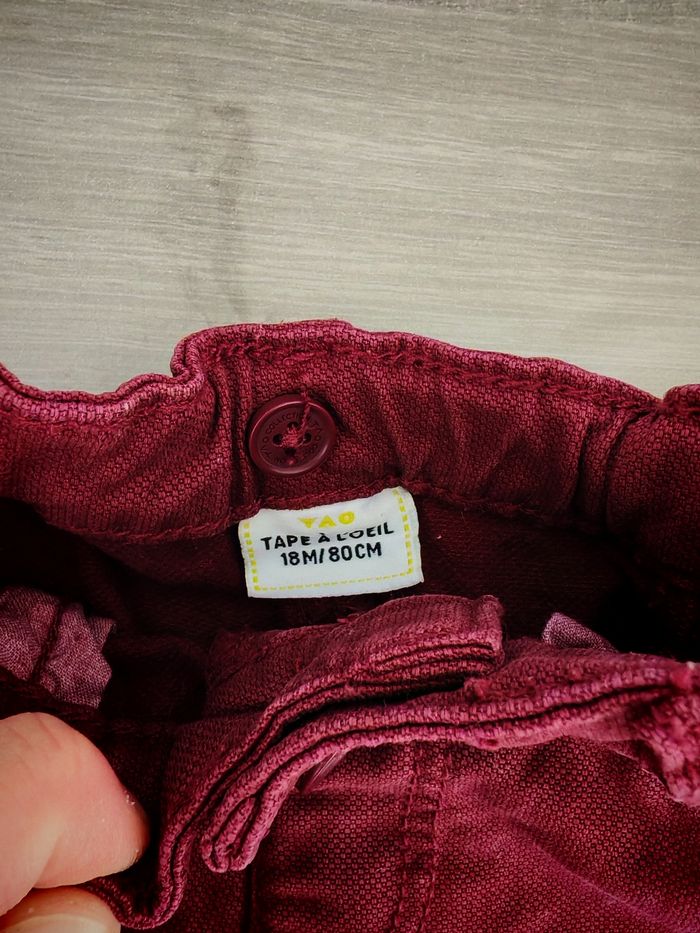 TAO
TAPE À L'OEIL
18M/80CM